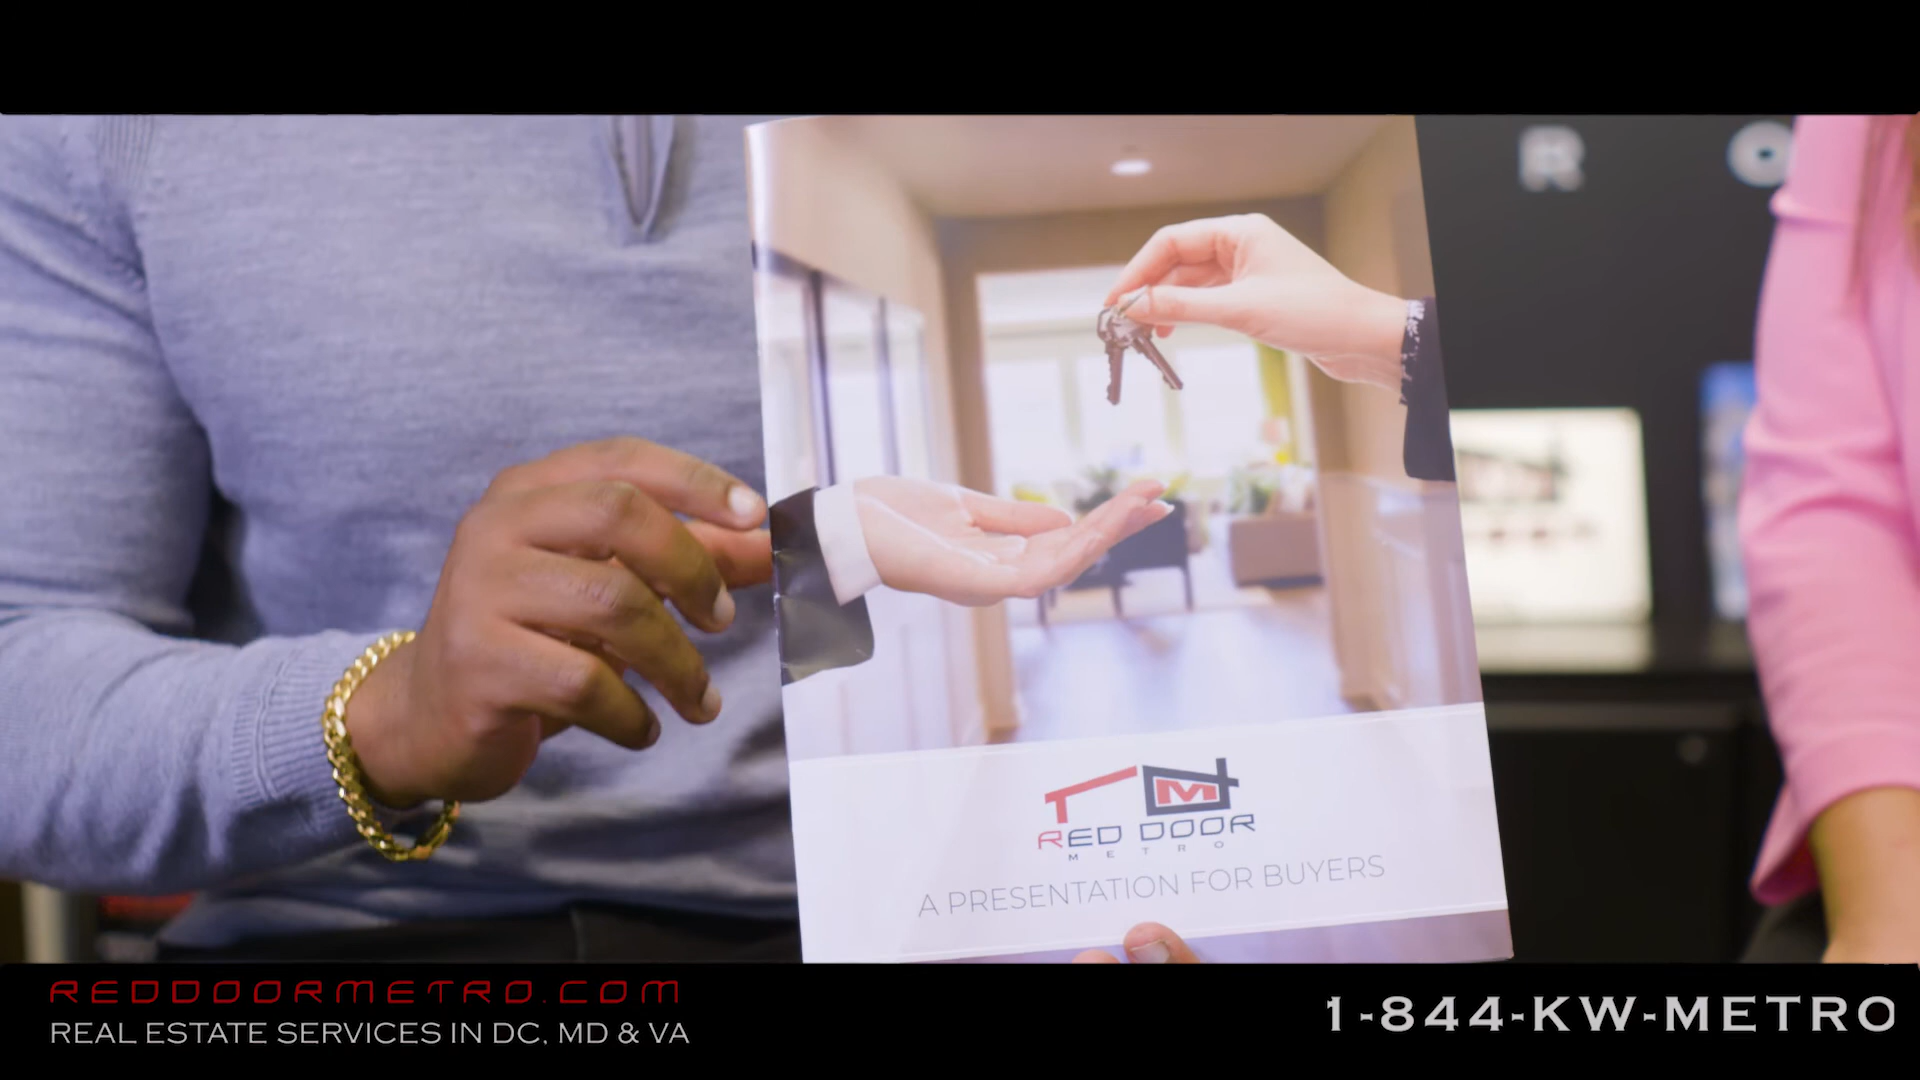 R O
M
RED DOOR
METRO
A PRESENTATION FOR BUYERS
REDDOORMETRO.COM
REAL ESTATE SERVICES IN DC, MD & VA
1-844-KW-METRO